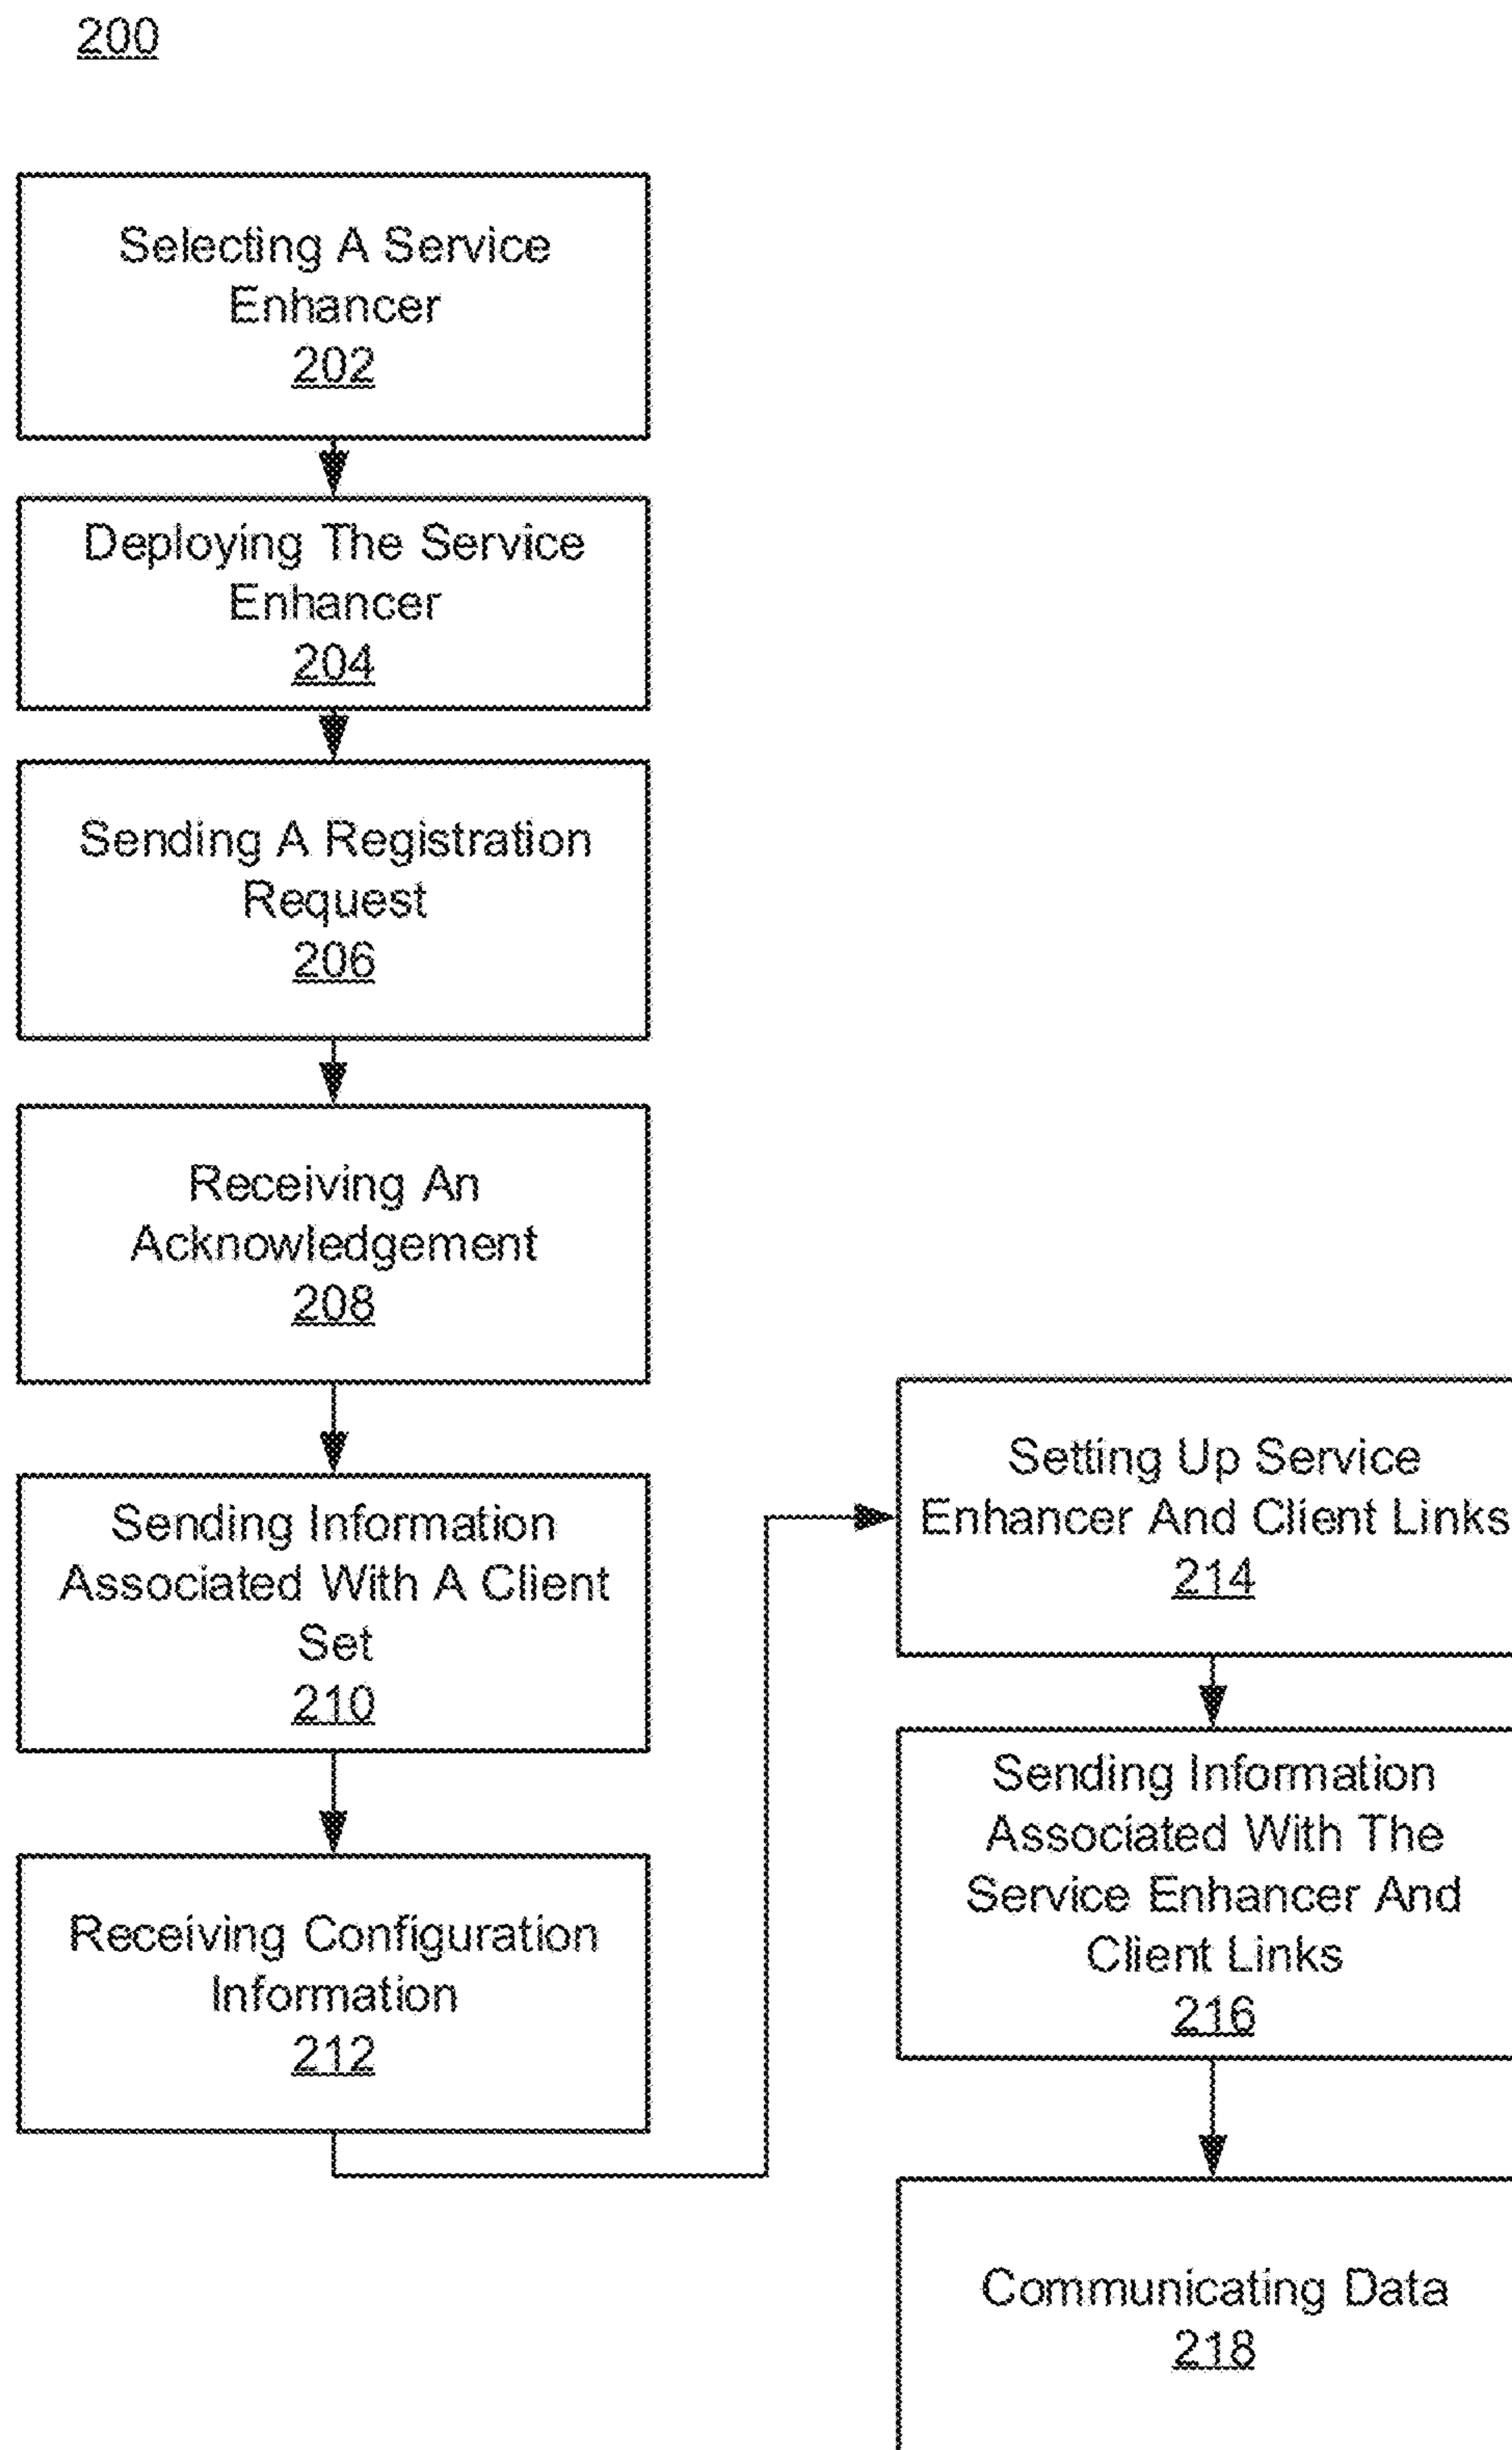 200
Selecting A Service
Enhancer
202
Deploying The Service
Enhancer
204
Sending A Registration
Request
206
Receiving An
Acknowledgement
208
Sending Information
Associated With A Client
Set
210
Receiving Configuration
Information
212
Setting Up Service
Enhancer And Client Links
214
Sending Information
Associated With The
Service Enhancer And
Client Links
216
Communicating Data
218